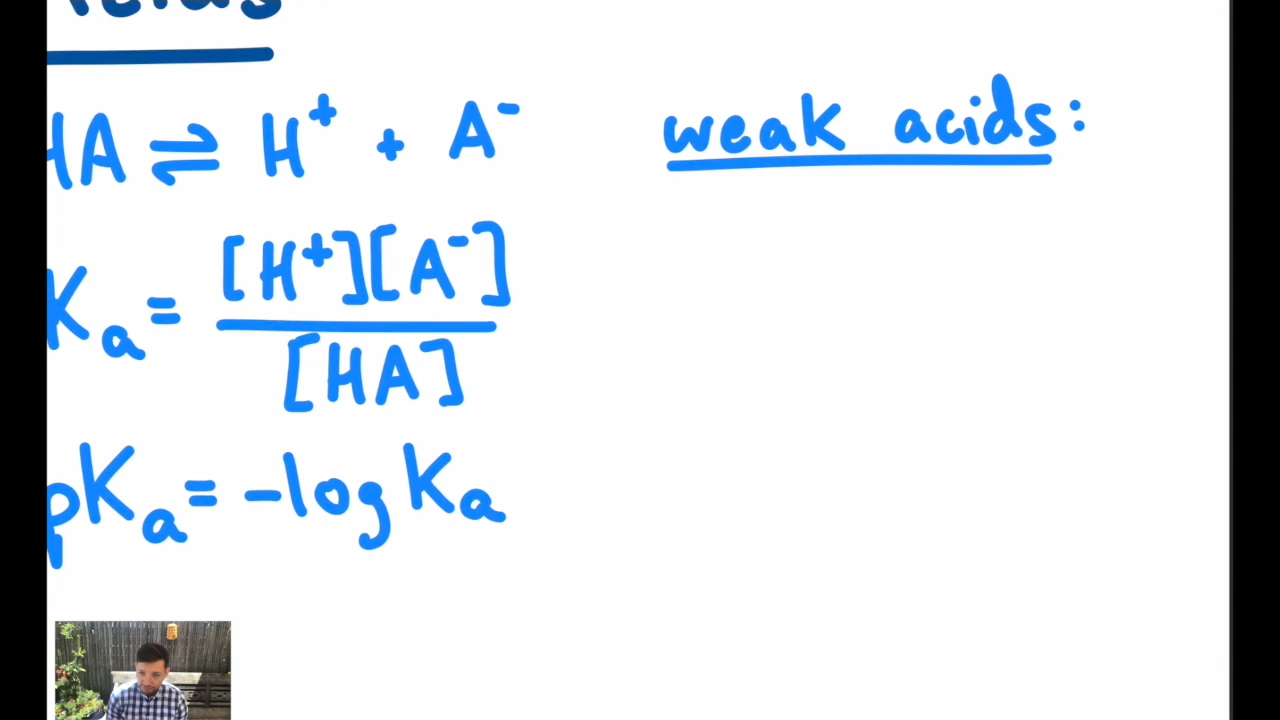 HA ⇌ H⁺ + A⁻
Kₐ = [H⁺][A⁻] / [HA]
pKₐ = -log Kₐ
weak acids: